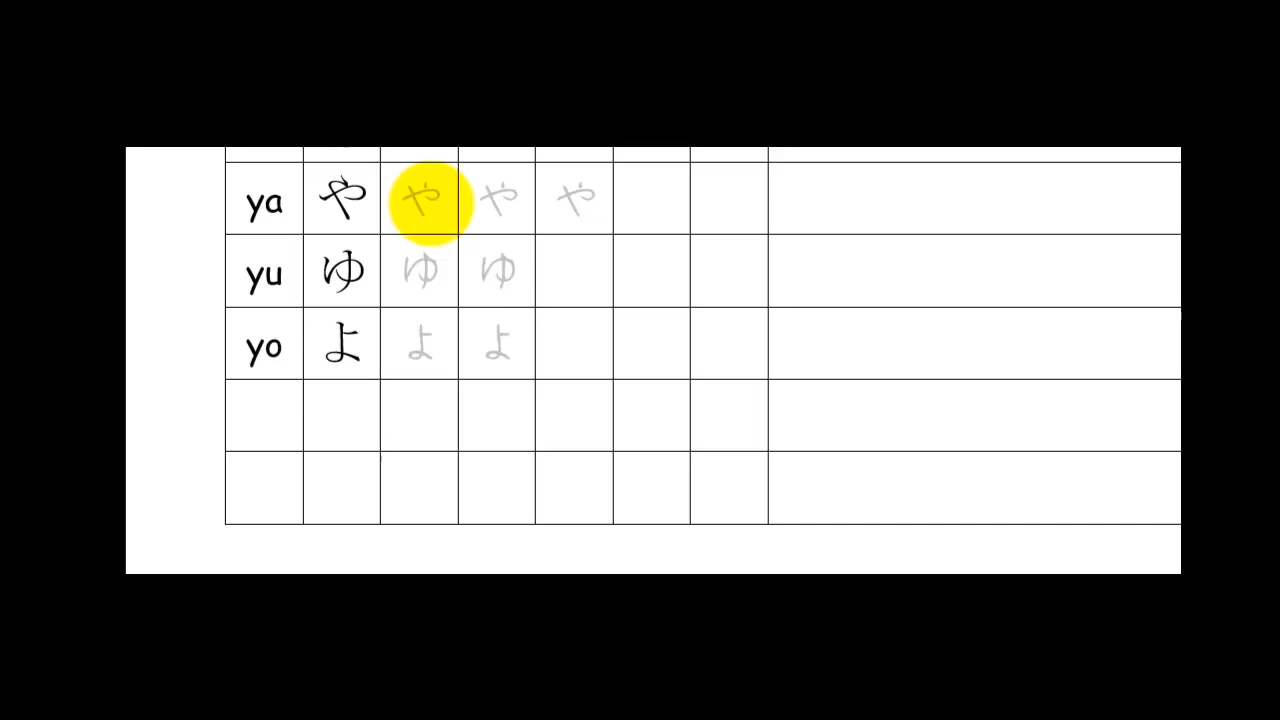 ya や や や や
yu ゆ ゆ ゆ
yo よ よ よ